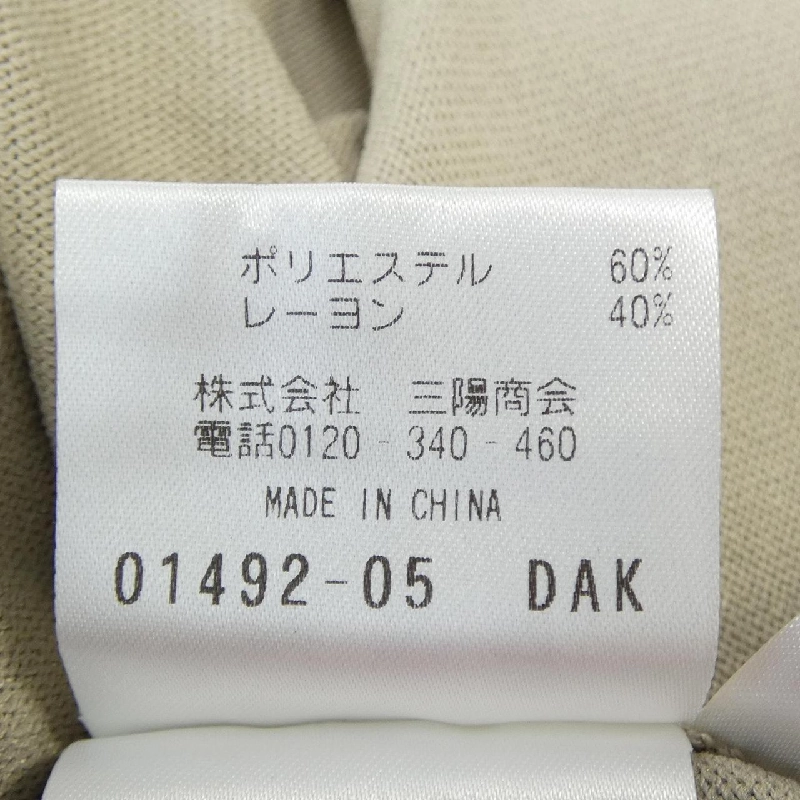 ポリエステル 60%
レーヨン 40%
株式会社 三陽商会
電話0120-340-460
MADE IN CHINA
01492-05 DAK